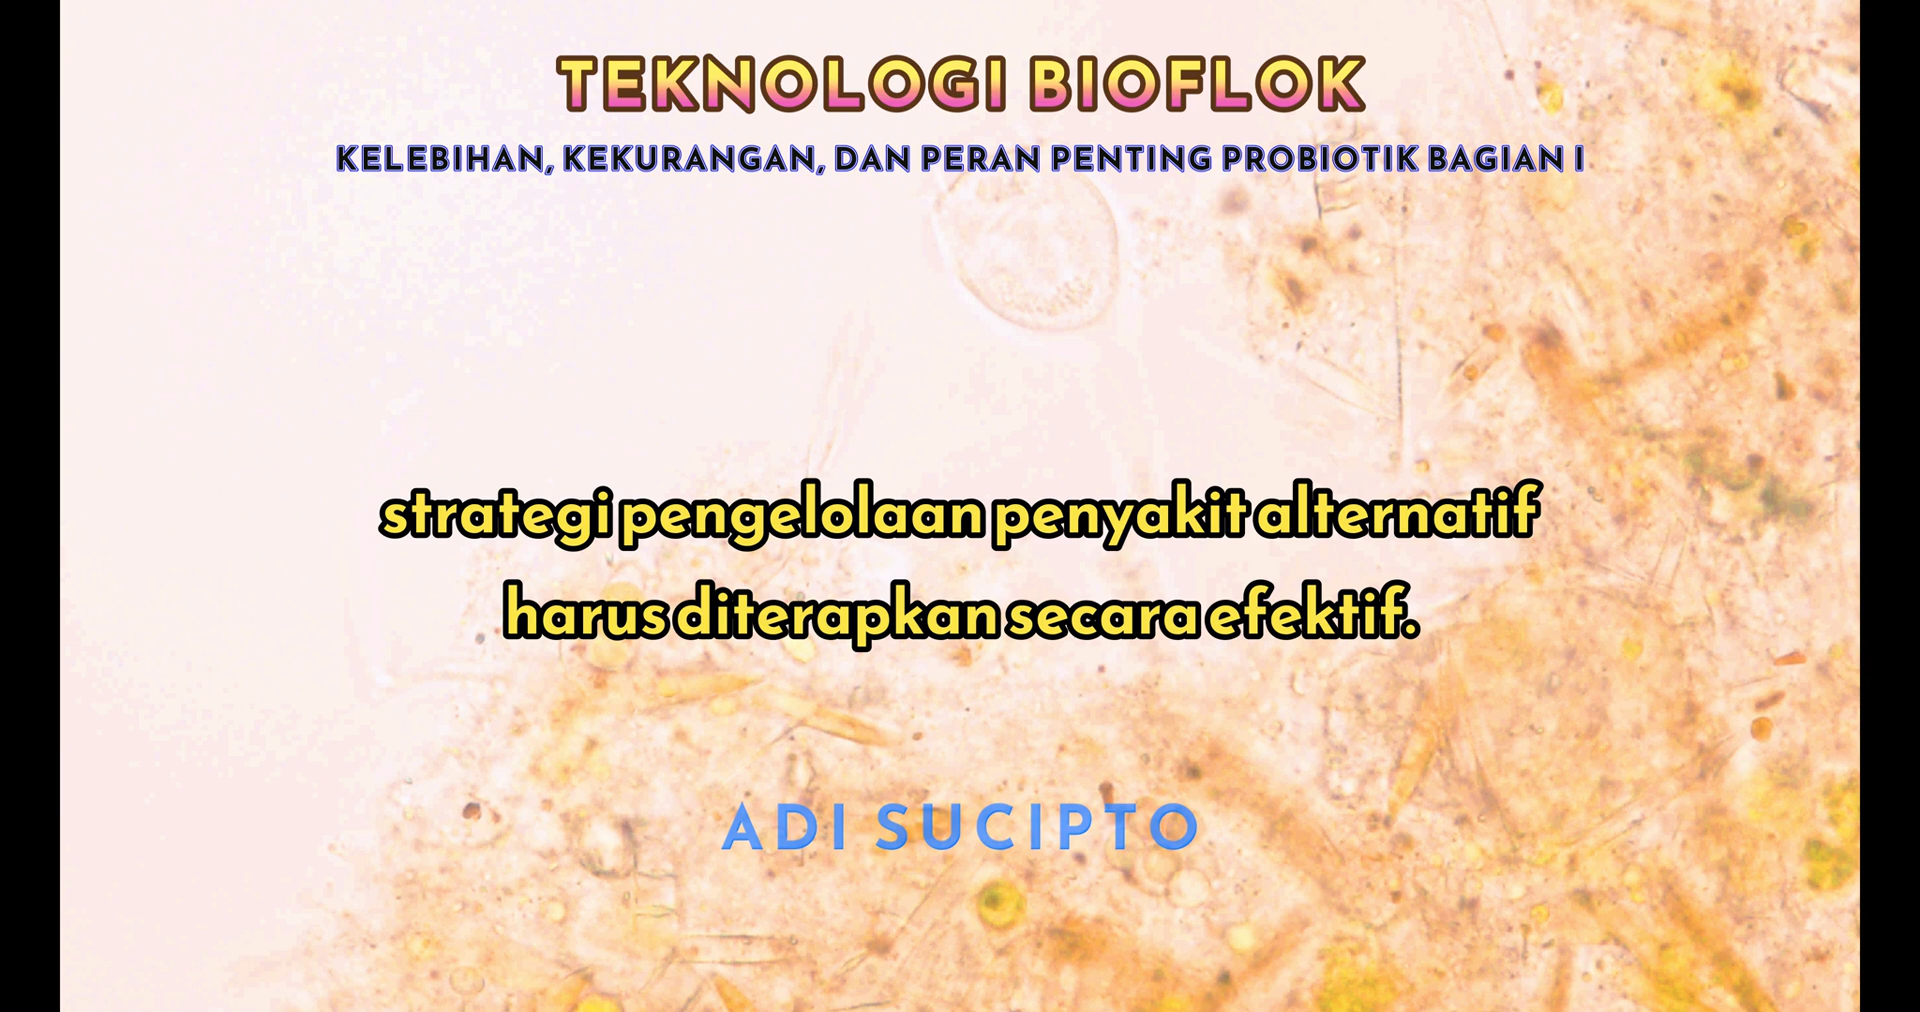 TEKNOLOGI BIOFLOK
KELEBIHAN, KEKURANGAN, DAN PERAN PENTING PROBIOTIK BAGIAN I
strategi pengelolaan penyakit alternatif
harus diterapkan secara efektif.
ADI SUCIPTO